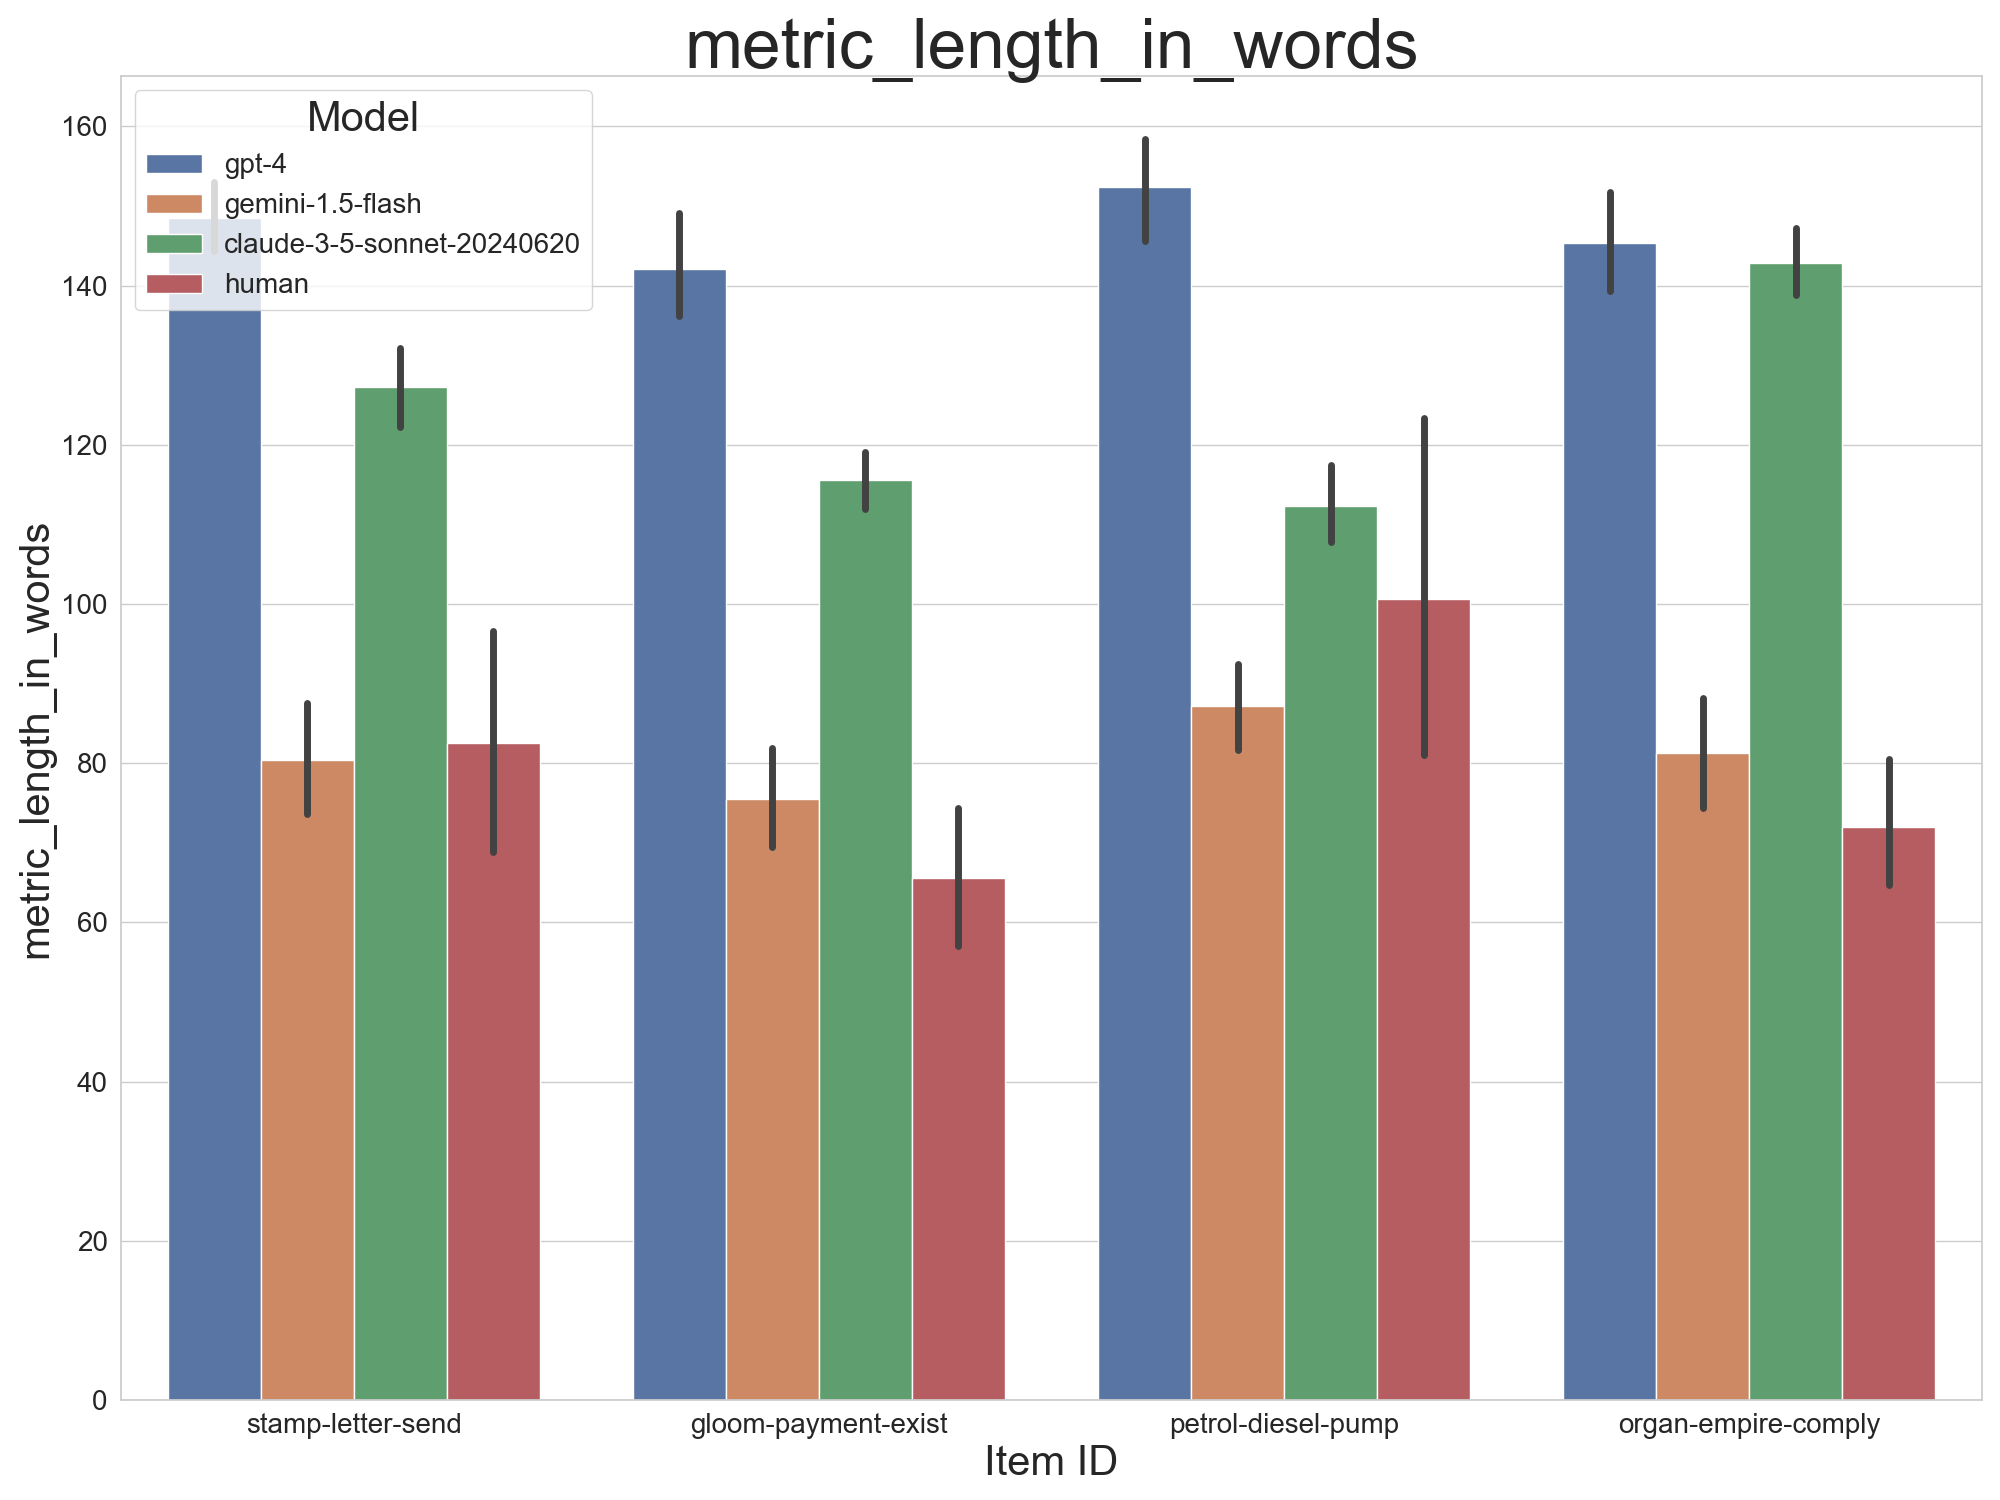 metric_length_in_words
Model
gpt-4
gemini-1.5-flash
claude-3-5-sonnet-20240620
human
metric_length_in_words
160
140
120
100
80
60
40
20
0
stamp-letter-send
gloom-payment-exist
petrol-diesel-pump
organ-empire-comply
Item ID